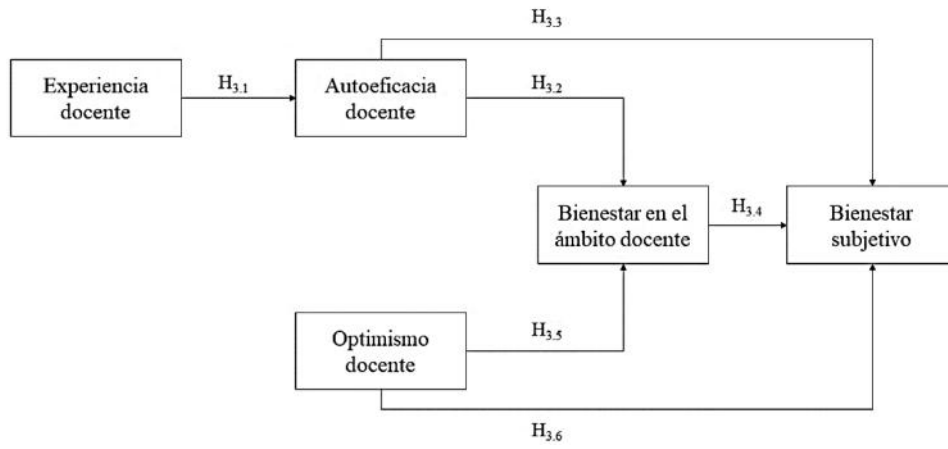 H3.3
Experiencia
docente
H3.1
Autoeficacia
docente
H3.2
Bienestar en el
ámbito docente
H3.4
Bienestar
subjetivo
Optimismo
docente
H3.5
H3.6